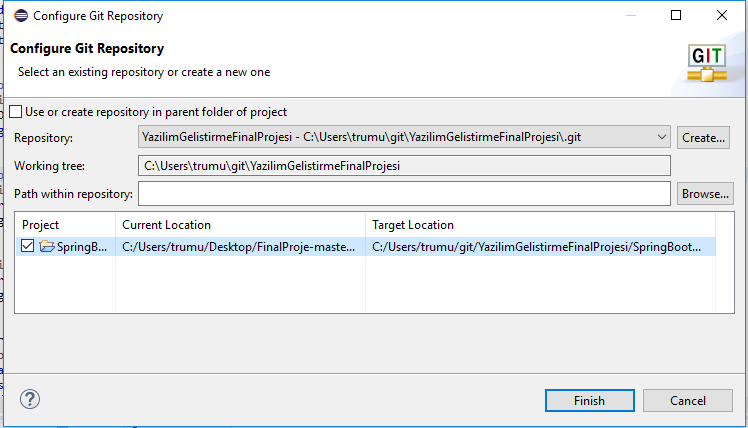 Configure Git Repository
Configure Git Repository
Select an existing repository or create a new one
GIT
Use or create repository in parent folder of project
Repository: YazilimGelistirmeFinalProjesi - C:\Users\trumu\git\YazilimGelistirmeFinalProjesi\.git Create...
Working tree: C:\Users\trumu\git\YazilimGelistirmeFinalProjesi
Path within repository: Browse...
Project Current Location Target Location
SpringB... C:/Users/trumu/Desktop/FinalProje-maste... C:/Users/trumu/git/YazilimGelistirmeFinalProjesi/SpringBoot...
? Finish Cancel